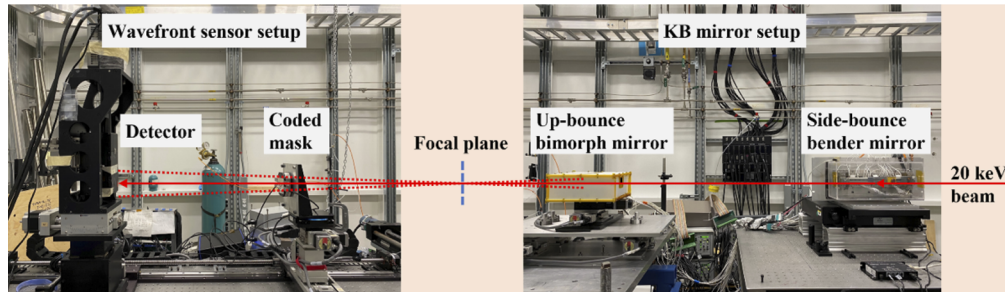 Wavefront sensor setup
KB mirror setup
Detector
Coded
mask
Focal plane
Up-bounce
bimorph mirror
Side-bounce
bender mirror
20 keV
beam